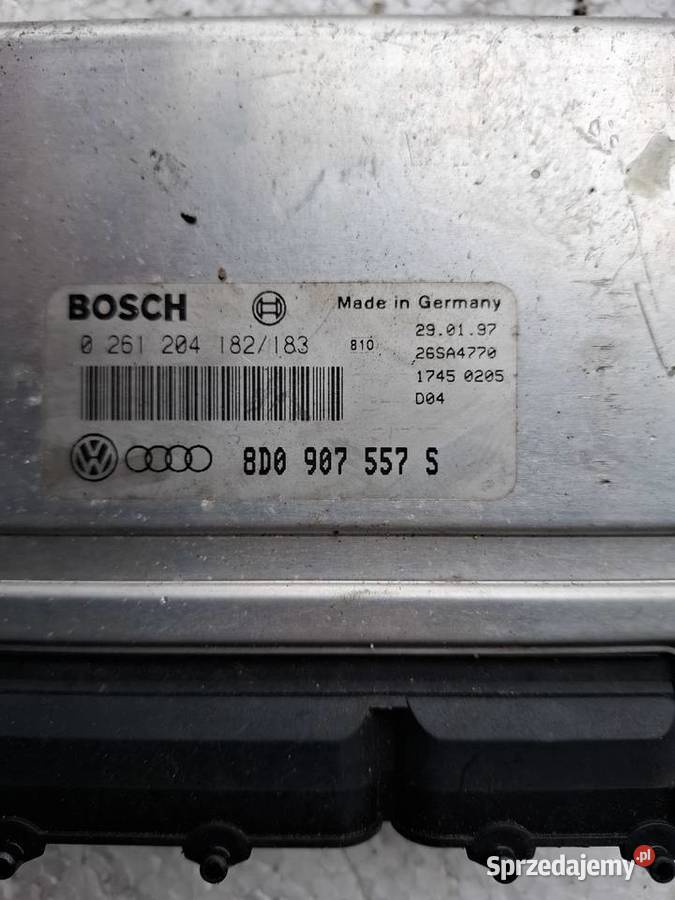 BOSCH
Made in Germany
0 261 204 182/183
810
29.01.97
26SA4770
1745 0205
D04
8D0 907 557 S
Sprzedajemy.pl